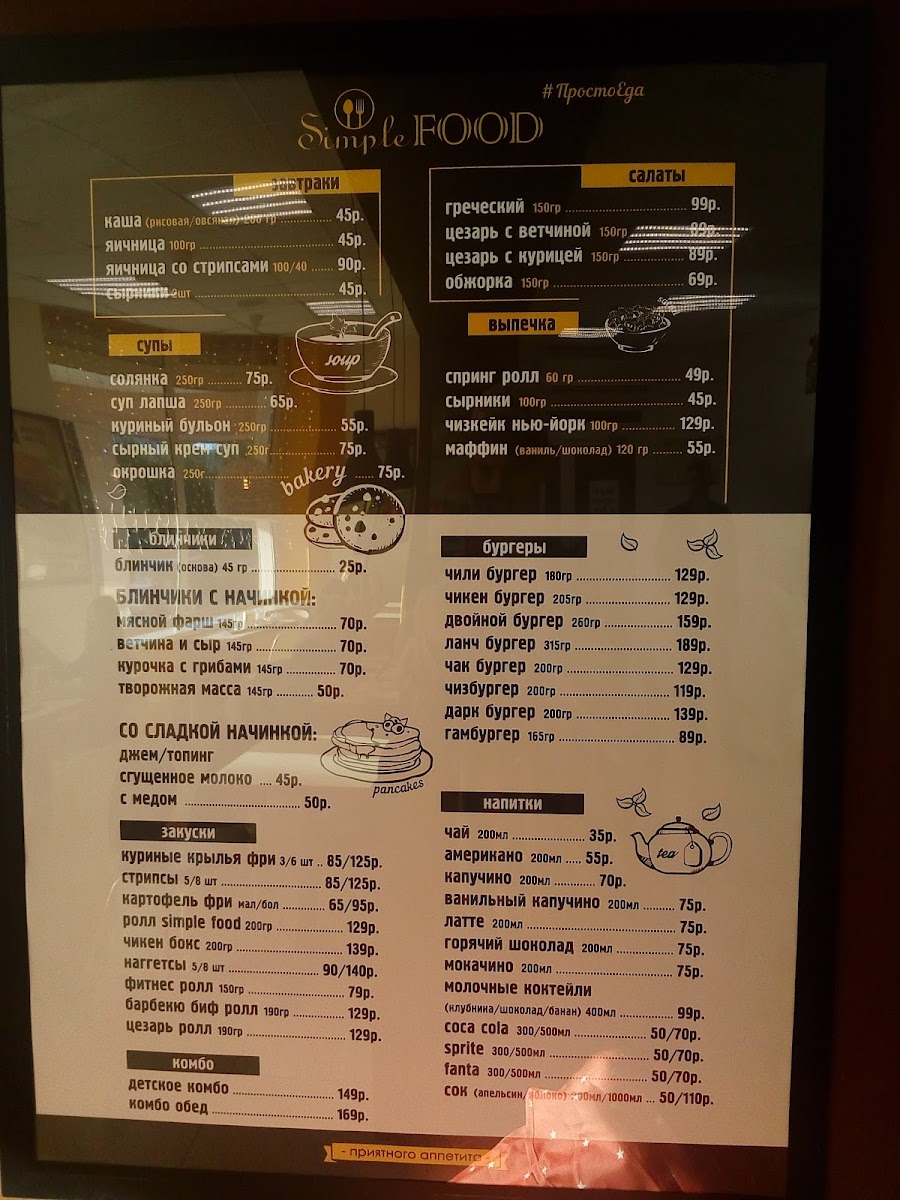 #ПростоЕда
Simple FOOD
завтраки
каша (рисовая/овсяная) 200 гр 45р.
яичница 100гр 45р.
яичница со стрипсами 100/40 90р.
сырники 2шт 45р.
супы
солянка 250гр 75р.
суп лапша 250гр 65р.
куриный бульон 250гр 55р.
сырный крем суп 250г 75р.
окрошка 250г 75р.
soup
bakery
салаты
греческий 150гр 99р.
цезарь с ветчиной 150гр 89р.
цезарь с курицей 150гр 89р.
обжорка 150гр 69р.
выпечка
спринг ролл 60 гр 49р.
сырники 100гр 45р.
чизкейк нью-йорк 100гр 129р.
маффин (ваниль/шоколад) 120 гр 55р.
блинчики
блинчик (основа) 45 гр 25р.
БЛИНЧИКИ С НАЧИНКОЙ:
мясной фарш 145гр 70р.
ветчина и сыр 145гр 70р.
курочка с грибами 145гр 70р.
творожная масса 145гр 50р.
СО СЛАДКОЙ НАЧИНКОЙ:
джем/топинг
сгущенное молоко 45р.
с медом 50р.
pancakes
закуски
куриные крылья фри 3/6 шт 85/125р.
стрипсы 5/8 шт 85/125р.
картофель фри мал/бол 65/95р.
ролл simple food 200гр 129р.
чикен бокс 200гр 139р.
наггетсы 5/8 шт 90/140р.
фитнес ролл 150гр 79р.
барбекю биф ролл 190гр 129р.
цезарь ролл 190гр 129р.
комбо
детское комбо 149р.
комбо обед 169р.
бургеры
чили бургер 180гр 129р.
чикен бургер 205гр 129р.
двойной бургер 260гр 159р.
ланч бургер 315гр 189р.
чак бургер 200гр 129р.
чизбургер 200гр 119р.
дарк бургер 200гр 139р.
гамбургер 165гр 89р.
напитки
чай 200мл 35р.
американо 200мл 55р.
капучино 200мл 70р.
ванильный капучино 200мл 75р.
латте 200мл 75р.
горячий шоколад 200мл 75р.
мокачино 200мл 75р.
молочные коктейли
(клубника/шоколад/банан) 400мл 99р.
coca cola 300/500мл 50/70р.
sprite 300/500мл 50/70р.
fanta 300/500мл 50/70р.
сок (апельсин/яблоко) 200мл/1000мл 50/110р.
tea
- приятного аппетита -